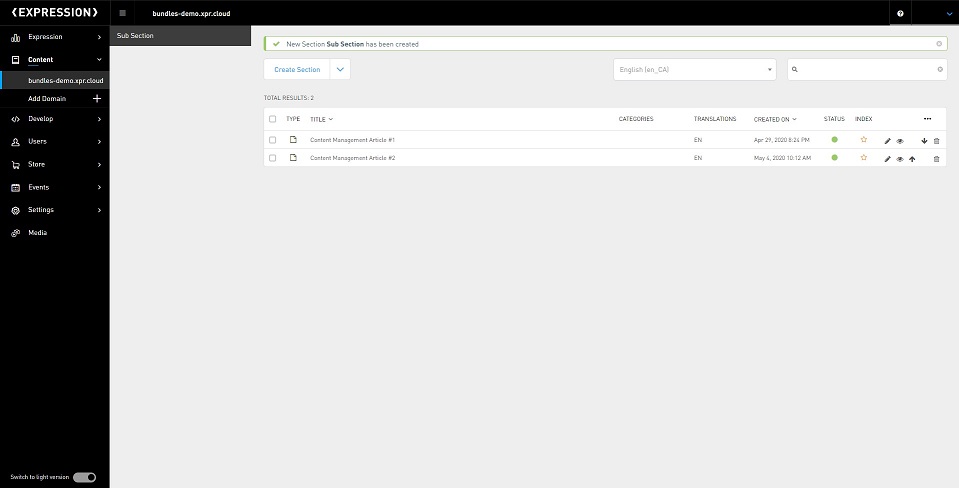 EXPRESSION
bundles-demo.xpr.cloud
Expression
Content
bundles-demo.xpr.cloud
Add Domain
Develop
Users
Store
Events
Settings
Media
Switch to light version
Sub Section
New Section Sub Section has been created
Create Section
English (en_CA)
TOTAL RESULTS: 2
TYPE TITLE CATEGORIES TRANSLATIONS CREATED ON STATUS INDEX
Content Management Article #1 EN Apr 29, 2020 8:24 PM
Content Management Article #2 EN May 4, 2020 10:12 AM